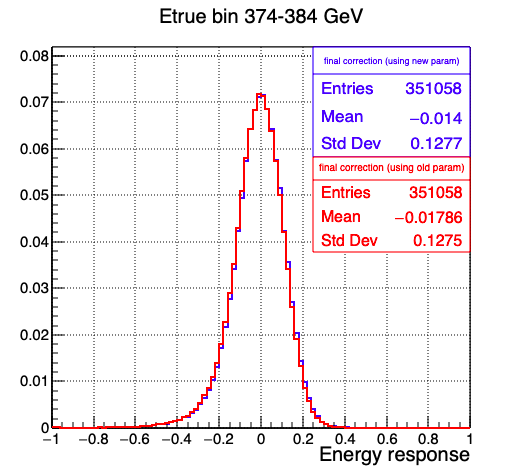 Etrue bin 374-384 GeV
final correction (using new param)
Entries 351058
Mean −0.014
Std Dev 0.1277
final correction (using old param)
Entries 351058
Mean −0.01786
Std Dev 0.1275
0.08
0.07
0.06
0.05
0.04
0.03
0.02
0.01
0
−1 −0.8 −0.6 −0.4 −0.2 0 0.2 0.4 0.6 0.8 1
Energy response